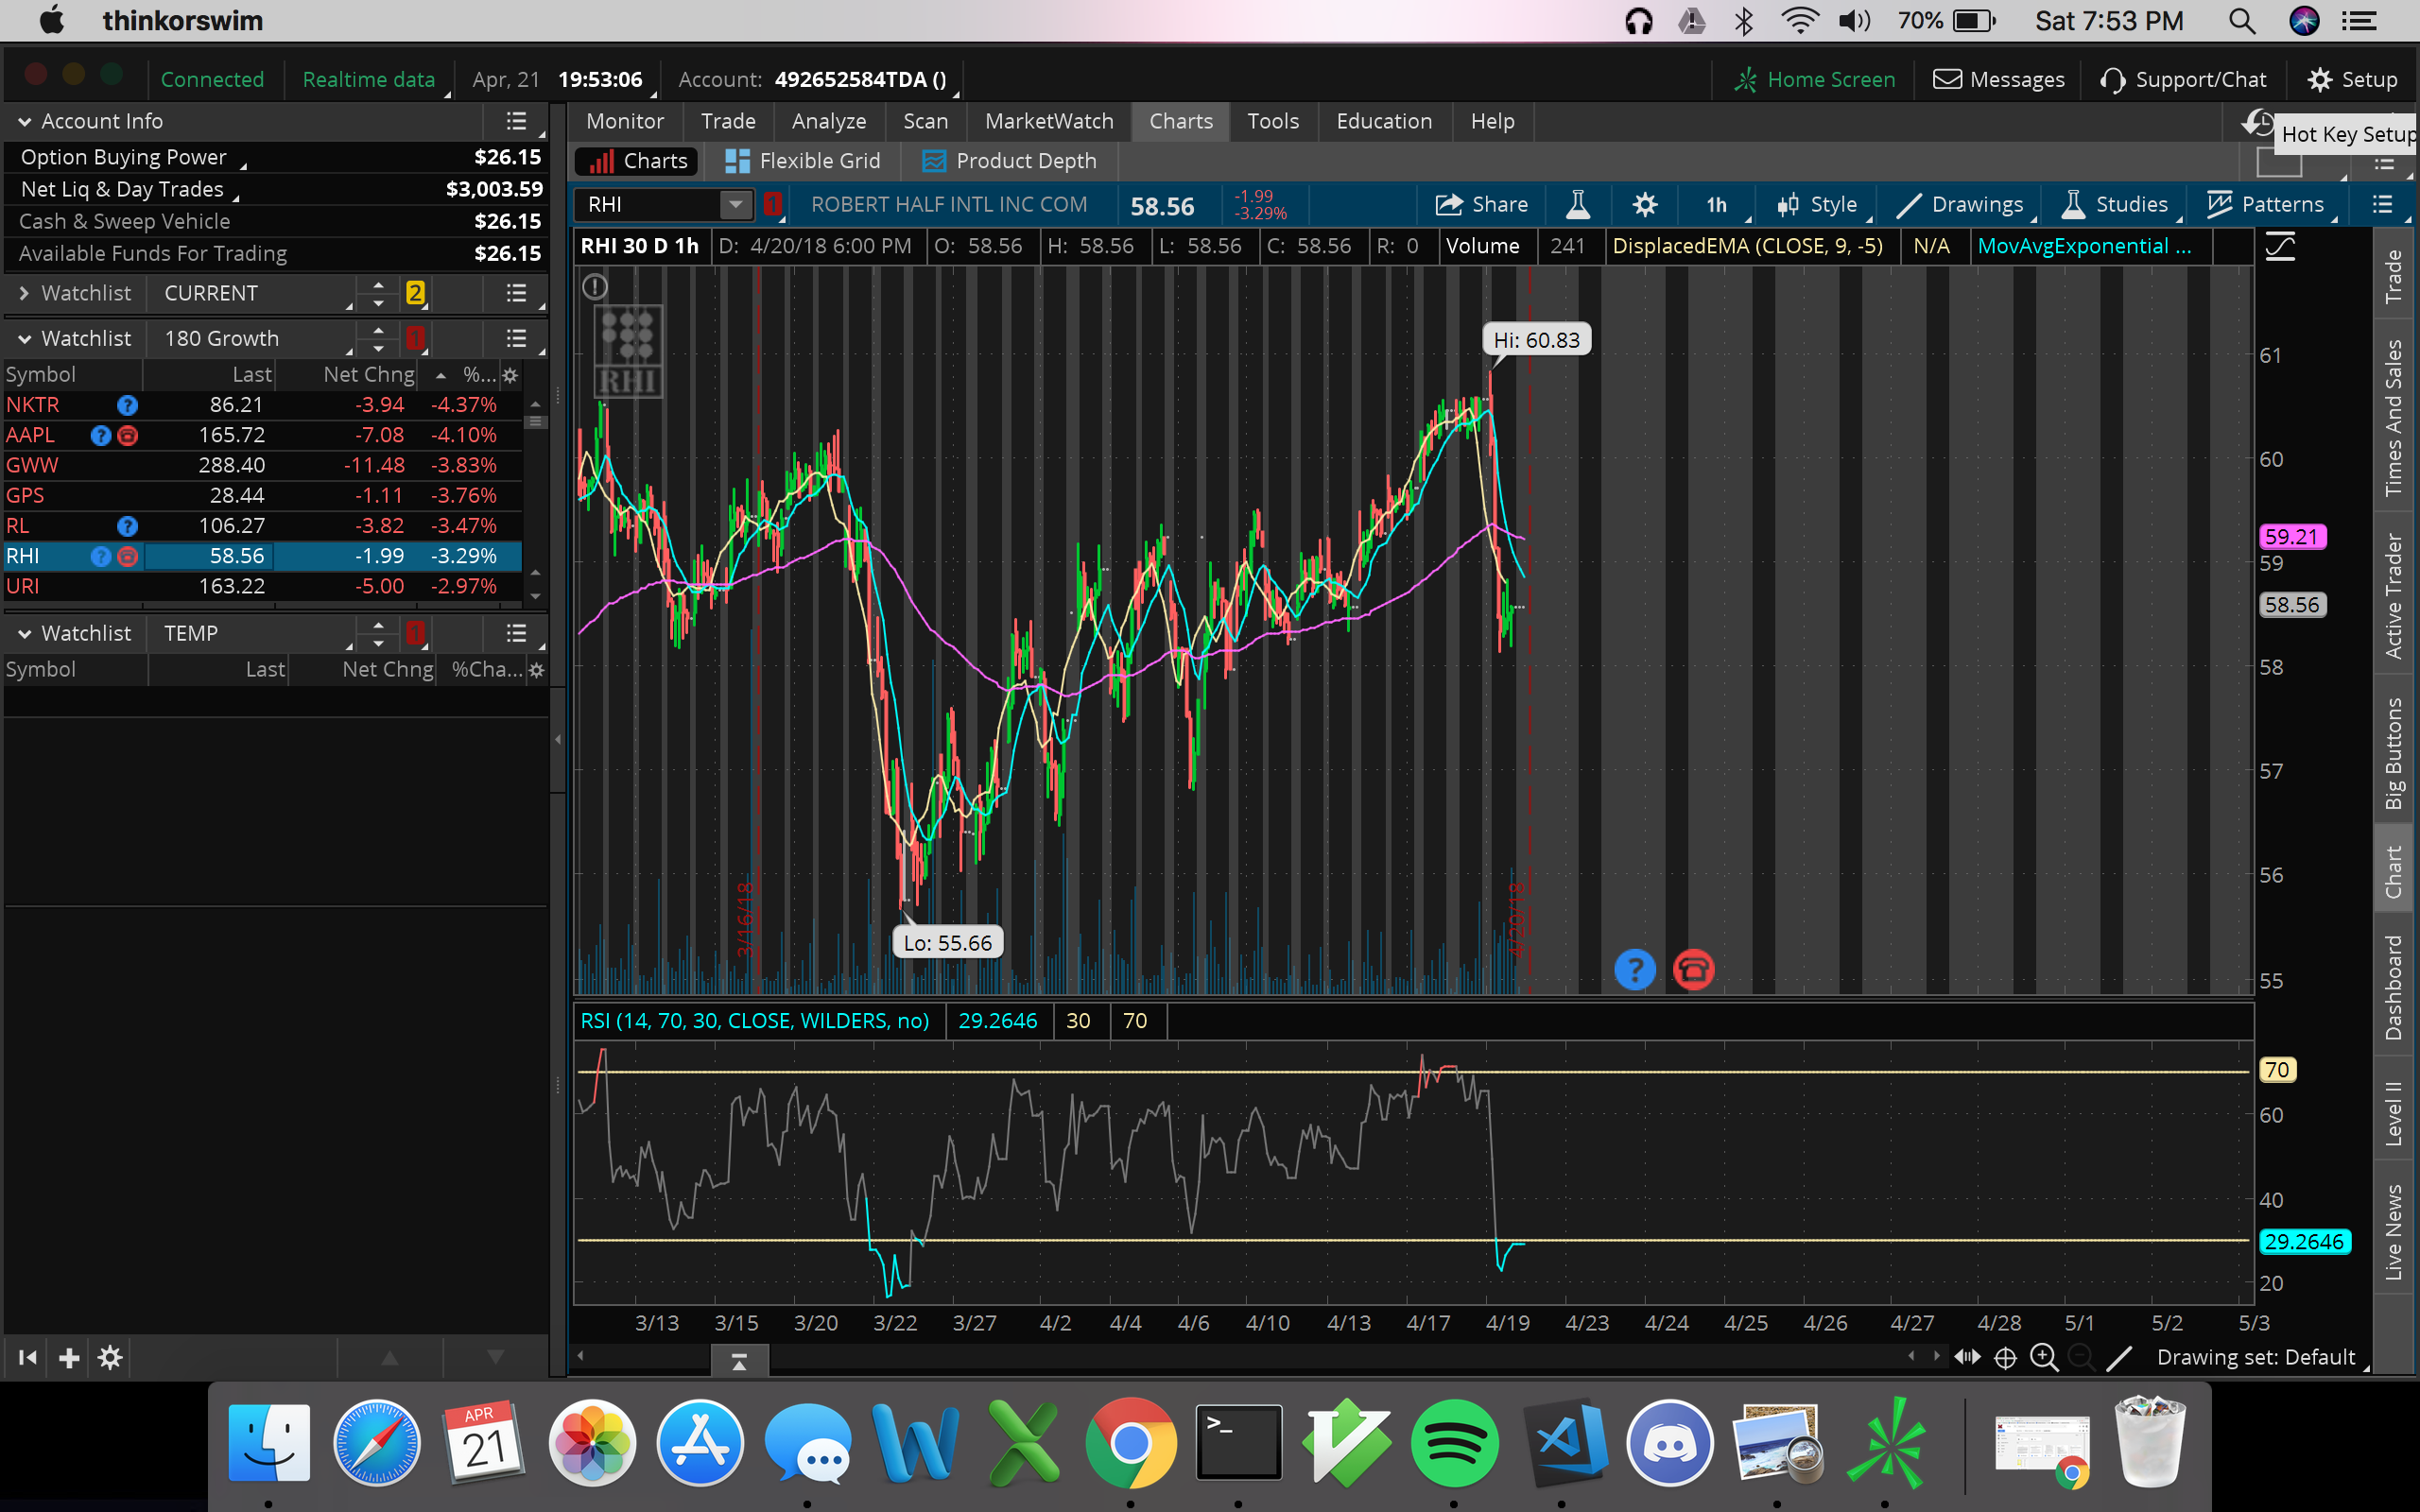 thinkorswim 70% Sat 7:53 PM
Connected Realtime data Apr, 21 19:53:06 Account: 492652584TDA () Home Screen Messages Support/Chat Setup
Account Info
Option Buying Power $26.15
Net Liq & Day Trades $3,003.59
Cash & Sweep Vehicle $26.15
Available Funds For Trading $26.15
Watchlist CURRENT 2
Watchlist 180 Growth 1
Symbol Last Net Chng %...
NKTR ? 86.21 -3.94 -4.37%
AAPL ? 165.72 -7.08 -4.10%
GWW 288.40 -11.48 -3.83%
GPS 28.44 -1.11 -3.76%
RL ? 106.27 -3.82 -3.47%
RHI ? 58.56 -1.99 -3.29%
URI 163.22 -5.00 -2.97%
Watchlist TEMP 1
Symbol Last Net Chng %Cha...
Monitor Trade Analyze Scan MarketWatch Charts Tools Education Help
Hot Key Setup
Charts Flexible Grid Product Depth
RHI 1 ROBERT HALF INTL INC COM 58.56 -1.99 -3.29% Share 1h Style Drawings Studies Patterns
RHI 30 D 1h D: 4/20/18 6:00 PM O: 58.56 H: 58.56 L: 58.56 C: 58.56 R: 0 Volume 241 DisplacedEMA (CLOSE, 9, -5) N/A MovAvgExponential ...
RHI
Hi: 60.83
Lo: 55.66
3/16/18
4/20/18
?
61
60
59.21
59
58.56
58
57
56
55
RSI (14, 70, 30, CLOSE, WILDERS, no) 29.2646 30 70
70
60
40
29.2646
20
3/13 3/15 3/20 3/22 3/27 4/2 4/4 4/6 4/10 4/13 4/17 4/19 4/23 4/24 4/25 4/26 4/27 4/28 5/1 5/2 5/3
Drawing set: Default
Trade
Times And Sales
Active Trader
Big Buttons
Chart
Dashboard
Level II
Live News
APR
21
>_